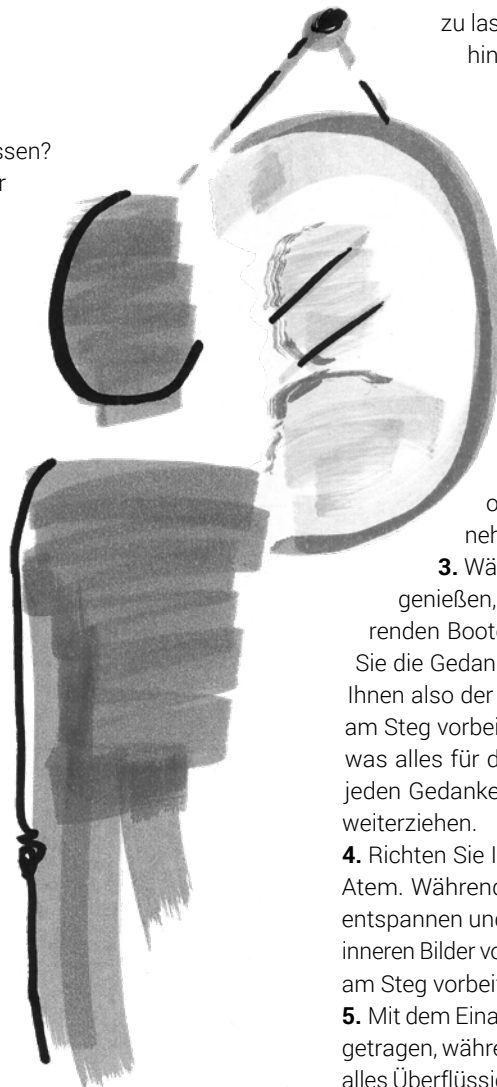 zu las
hin
ssen?
r
o
neh
3. Wä
genießen,
renden Boot
Sie die Gedan
Ihnen also der
am Steg vorbei
was alles für d
jeden Gedanke
weiterziehen.
4. Richten Sie I
Atem. Während
entspannen und
inneren Bilder vo
am Steg vorbei
5. Mit dem Eina
getragen, währe
alles Überflüssig